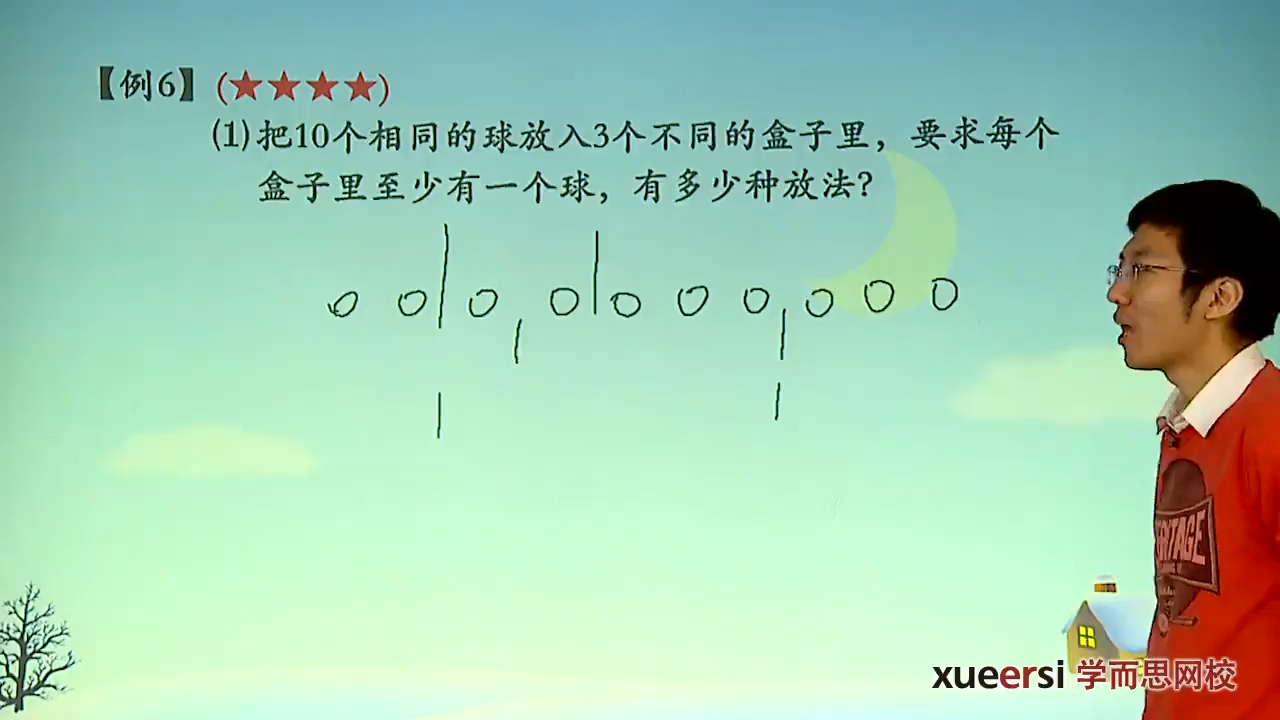 【例6】(★★★★)
(1)把10个相同的球放入3个不同的盒子里，要求每个
盒子里至少有一个球，有多少种放法?
xueersi 学而思网校